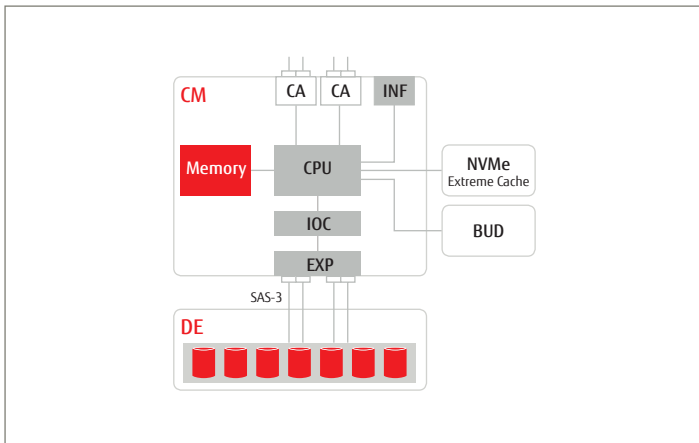 CM
CA
CA
INF
Memory
CPU
NVMe
Extreme Cache
IOC
BUD
EXP
SAS-3
DE